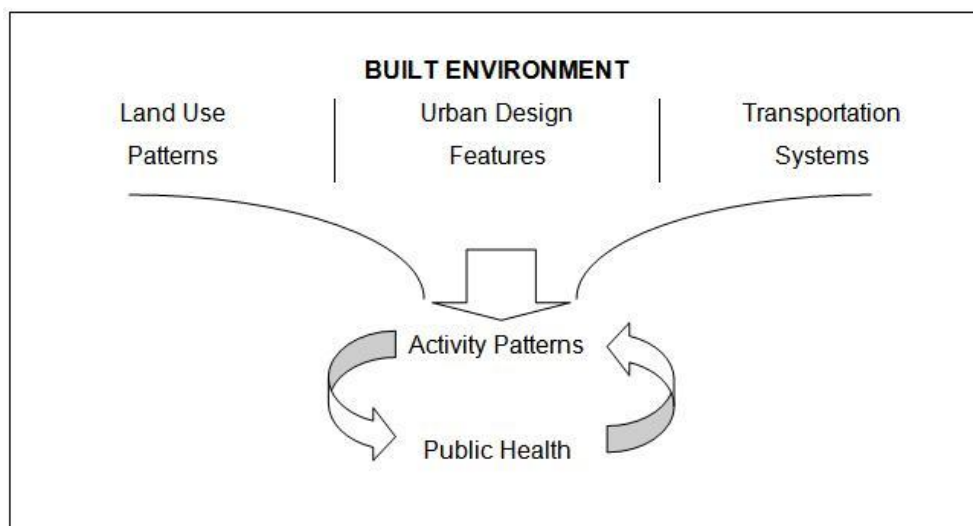 BUILT ENVIRONMENT
Land Use
Patterns
Urban Design
Features
Transportation
Systems
Activity Patterns
Public Health